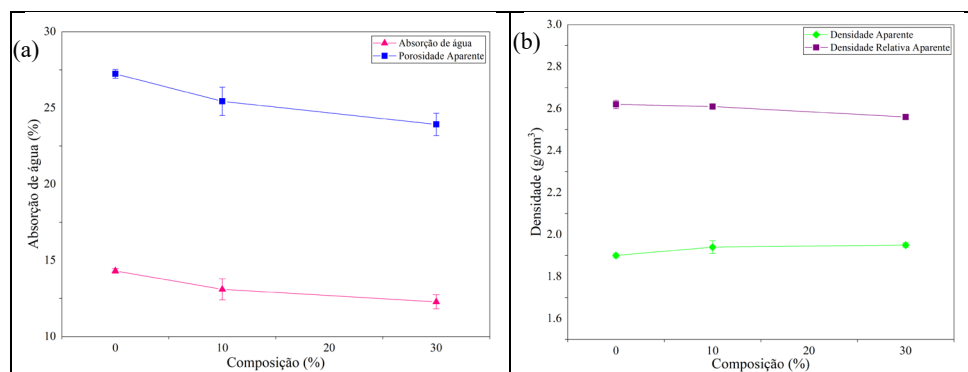 (a)
Absorção de água
Porosidade Aparente
30
25
20
15
10
Absorção de água (%)
0
10
20
30
Composição (%)
(b)
Densidade Aparente
Densidade Relativa Aparente
3.0
2.8
2.6
2.4
2.2
2.0
1.8
1.6
Densidade (g/cm³)
0
10
20
30
Composição (%)